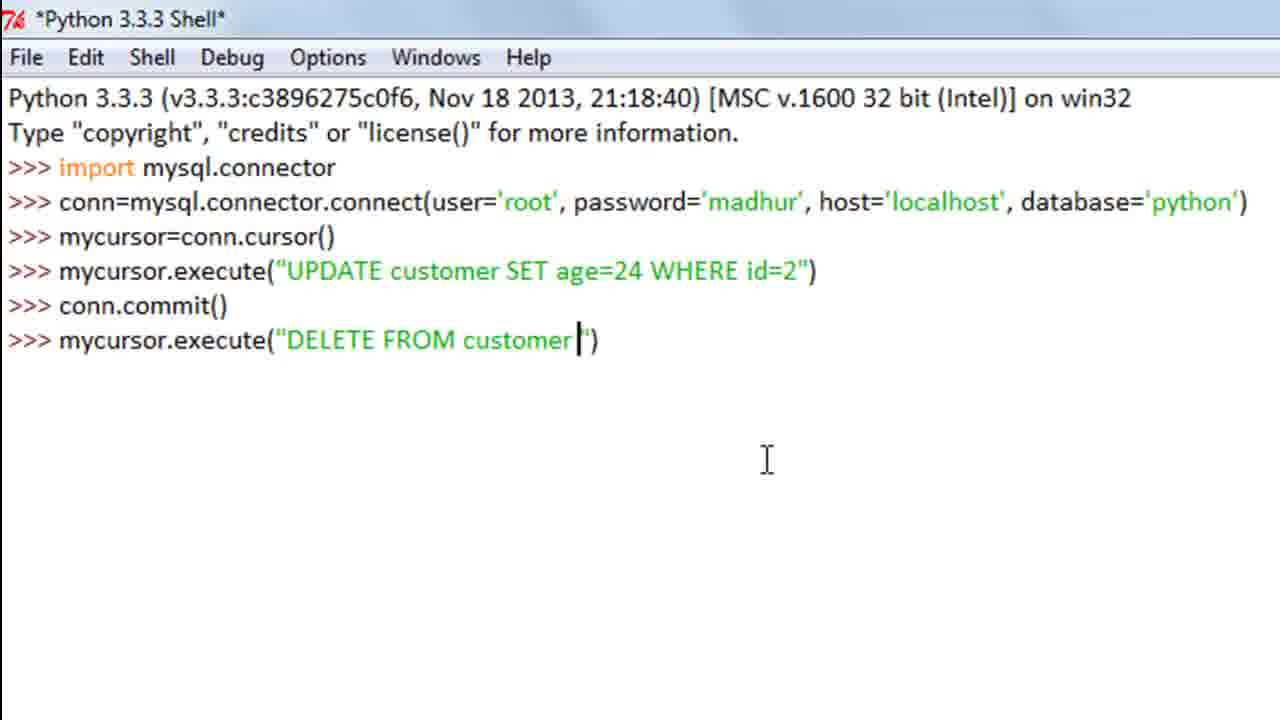 *Python 3.3.3 Shell*
File Edit Shell Debug Options Windows Help
Python 3.3.3 (v3.3.3:c3896275c0f6, Nov 18 2013, 21:18:40) [MSC v.1600 32 bit (Intel)] on win32
Type "copyright", "credits" or "license()" for more information.
>>> import mysql.connector
>>> conn=mysql.connector.connect(user='root', password='madhur', host='localhost', database='python')
>>> mycursor=conn.cursor()
>>> mycursor.execute("UPDATE customer SET age=24 WHERE id=2")
>>> conn.commit()
>>> mycursor.execute("DELETE FROM customer ")